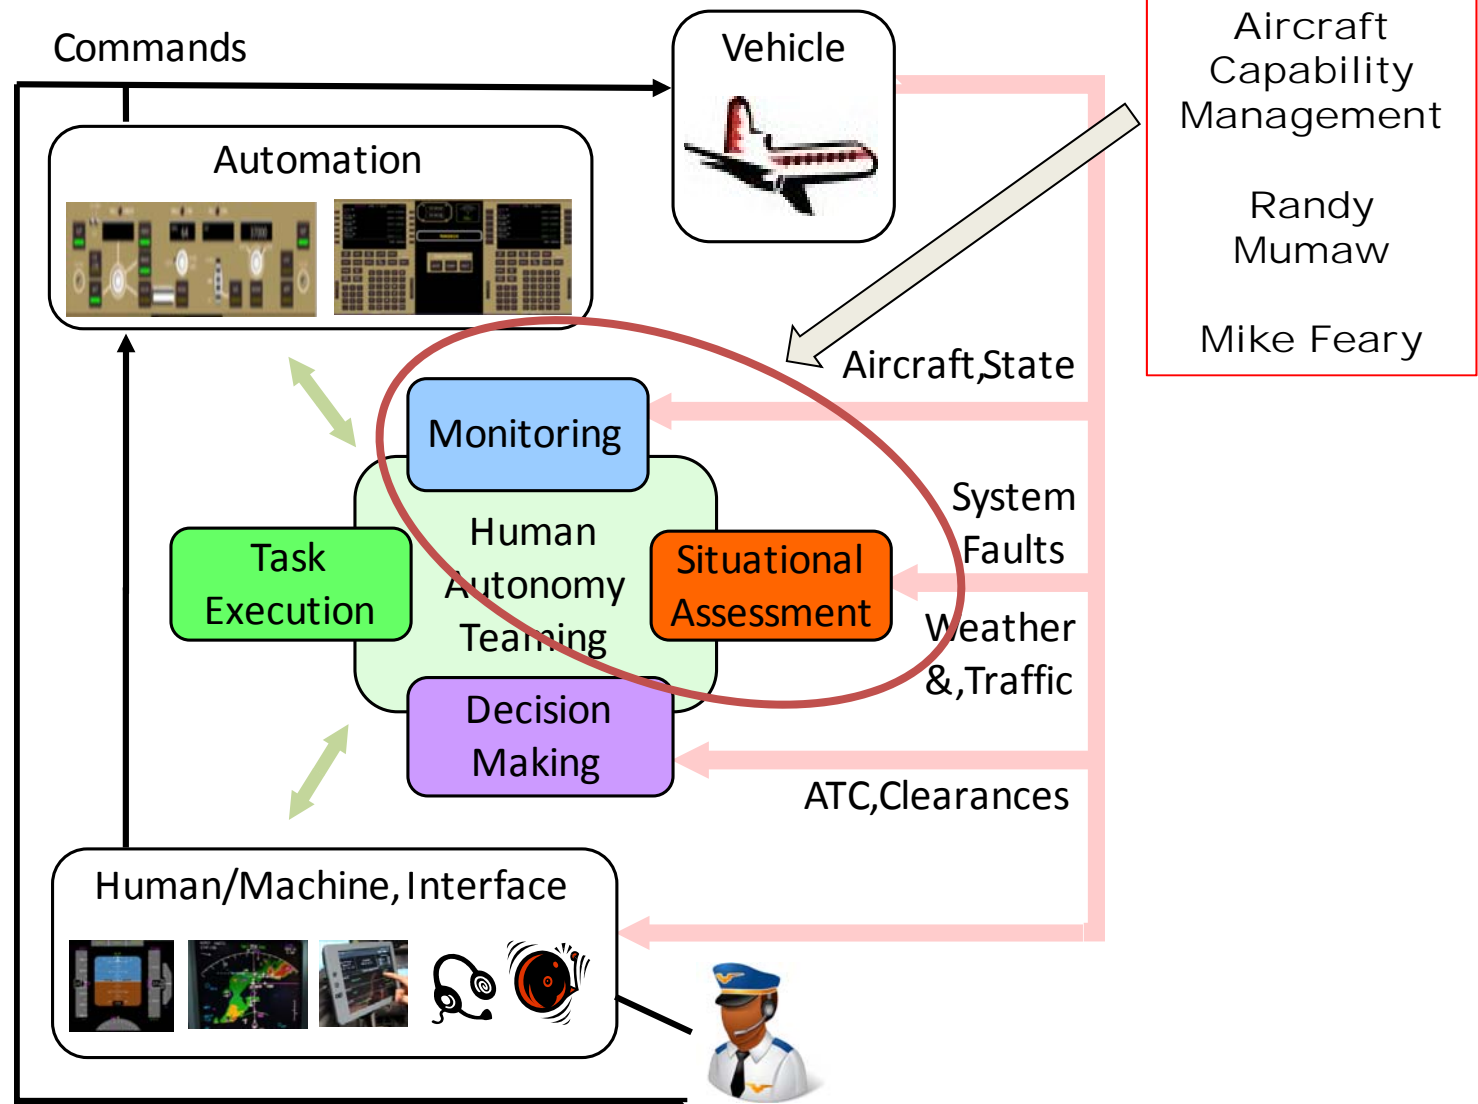 Commands
Vehicle
Aircraft
Capability
Management
Randy
Mumaw
Mike Feary
Automation
Aircraft,State
Monitoring
System
Faults
Human
Autonomy
Teaming
Task
Execution
Situational
Assessment
Weather
&,Traffic
Decision
Making
ATC,Clearances
Human/Machine,Interface